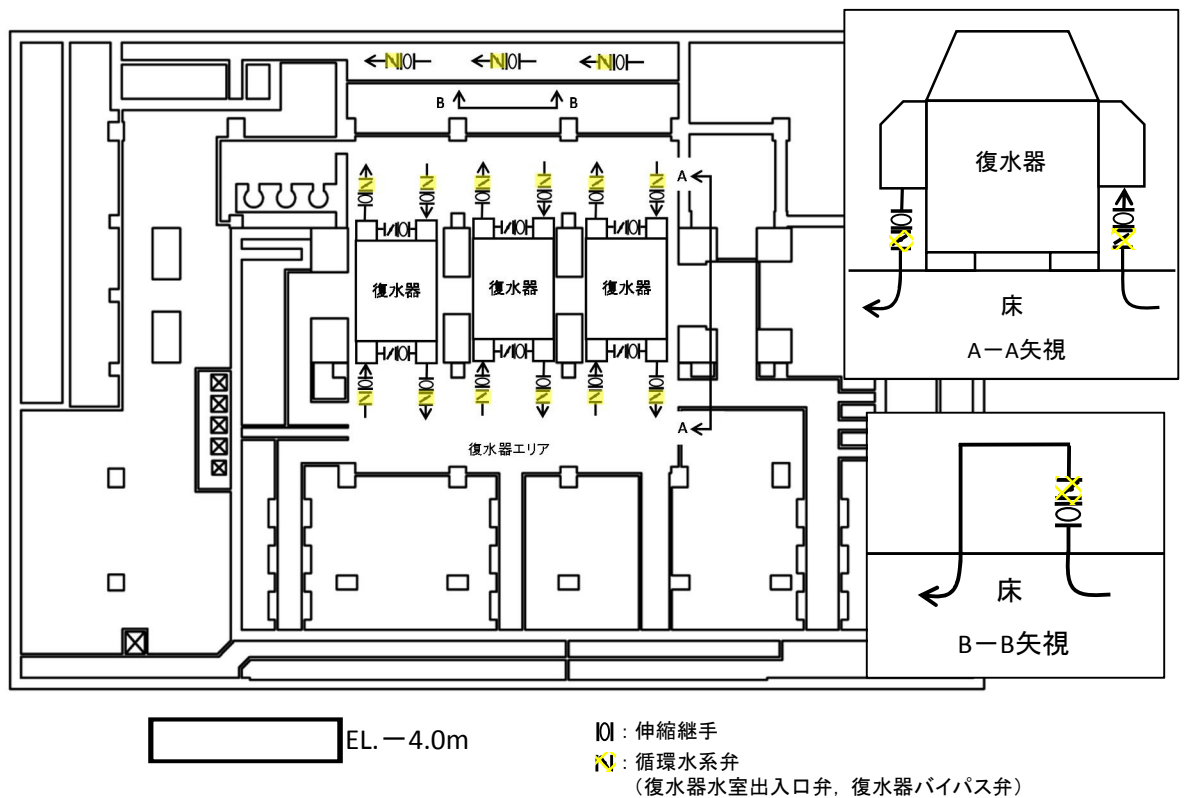 B B
A
復水器
復水器
復水器
A
復水器エリア
復水器
床
A－A矢視
床
B－B矢視
EL.－4.0m
：伸縮継手
：循環水系弁
（復水器水室出入口弁，復水器バイパス弁）